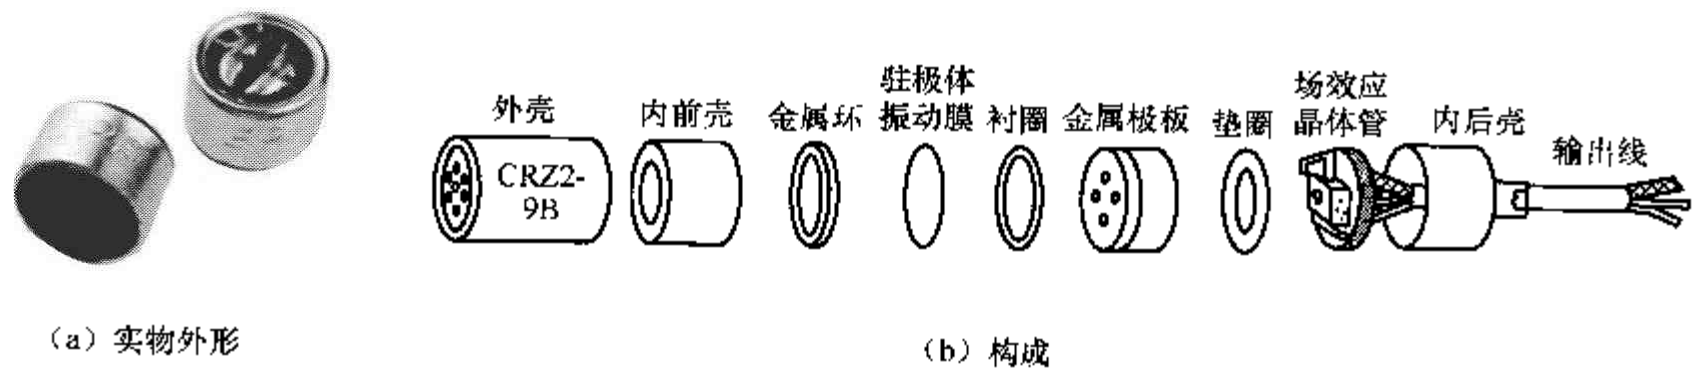 外壳
CRZ2-
9B
内前壳
金属环
驻极体
振动膜
衬圈
金属极板
垫圈
场效应
晶体管
内后壳
输出线
(a) 实物外形
(b) 构成